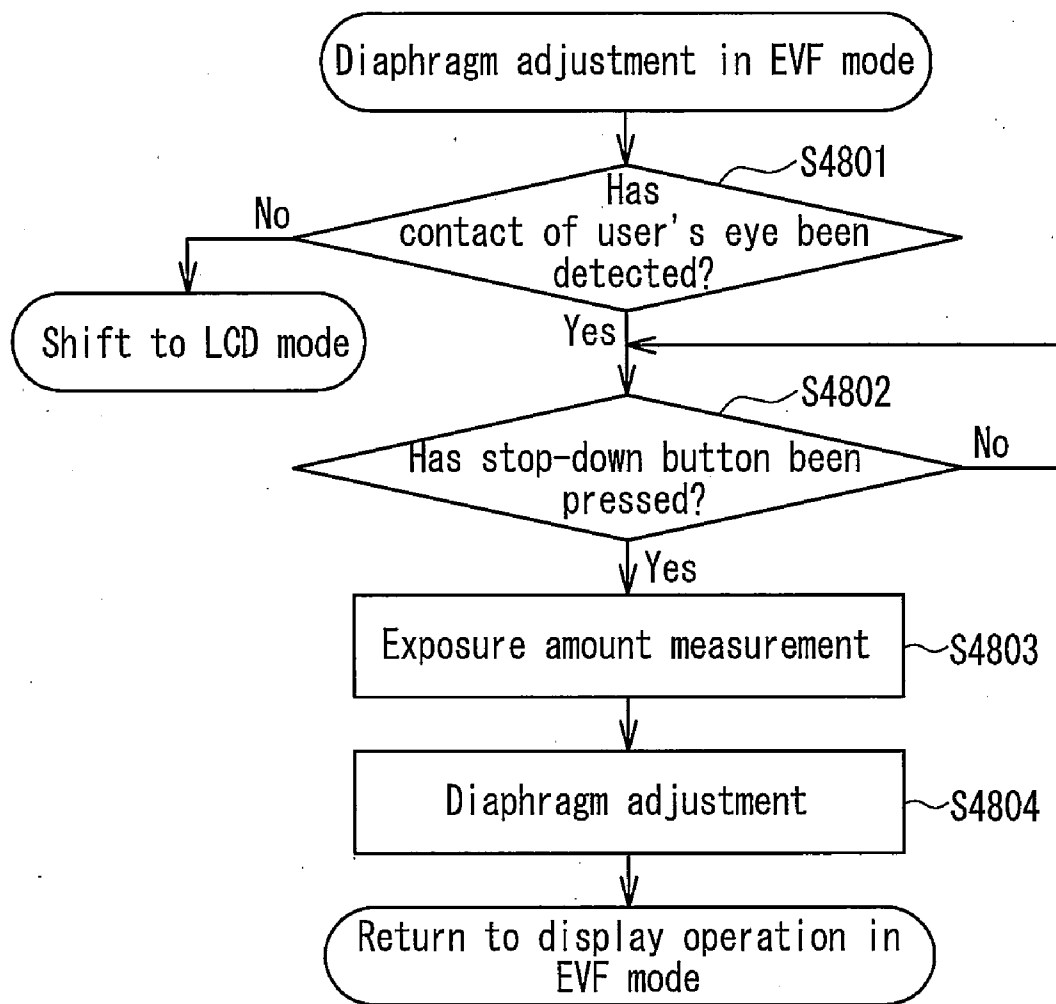 Diaphragm adjustment in EVF mode
S4801
Has
contact of user's eye been
detected?
No
Shift to LCD mode
Yes
S4802
Has stop-down button been
pressed?
No
Yes
Exposure amount measurement
S4803
Diaphragm adjustment
S4804
Return to display operation in
EVF mode